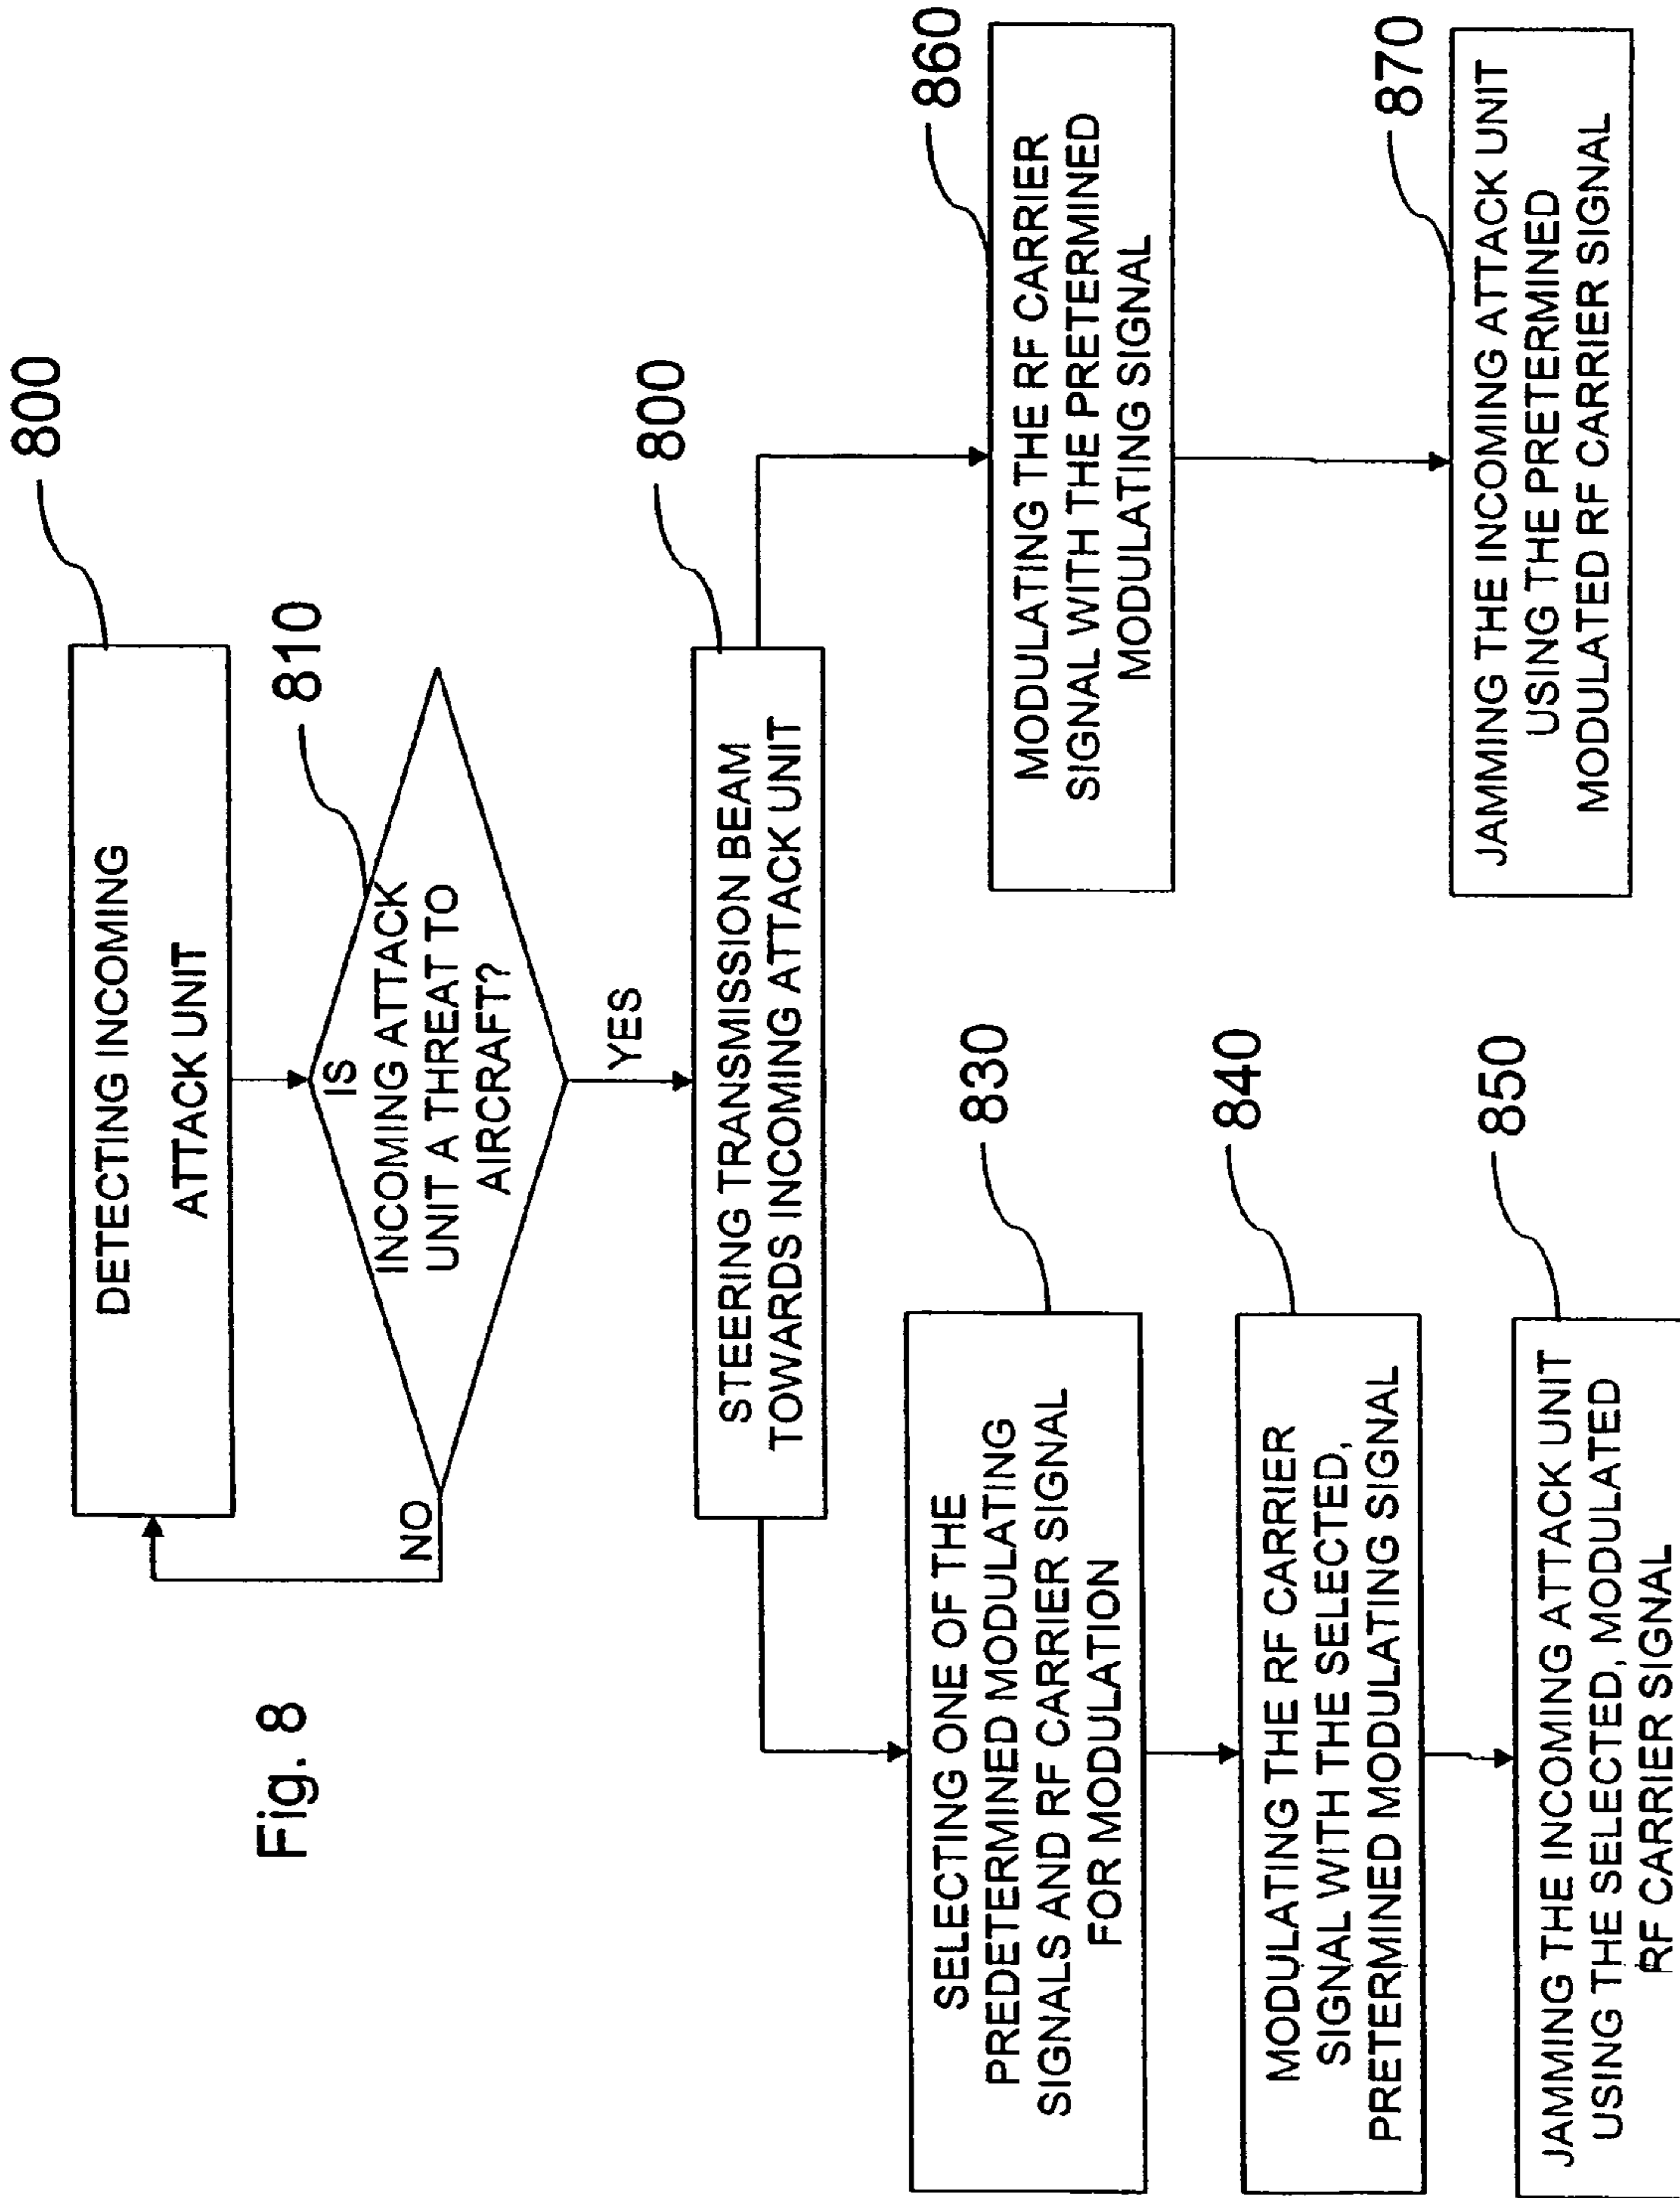 Fig. 8
800
DETECTING INCOMING
ATTACK UNIT
810
IS
INCOMING ATTACK
UNIT A THREAT TO
AIRCRAFT?
NO
YES
800
STEERING TRANSMISSION BEAM
TOWARDS INCOMING ATTACK UNIT
830
SELECTING ONE OF THE
PREDETERMINED MODULATING
SIGNALS AND RF CARRIER SIGNAL
FOR MODULATION
840
MODULATING THE RF CARRIER
SIGNAL WITH THE SELECTED,
PRETERMINED MODULATING SIGNAL
850
JAMMING THE INCOMING ATTACK UNIT
USING THE SELECTED, MODULATED
RF CARRIER SIGNAL
860
MODULATING THE RF CARRIER
SIGNAL WITH THE PRETERMINED
MODULATING SIGNAL
870
JAMMING THE INCOMING ATTACK UNIT
USING THE PRETERMINED
MODULATED RF CARRIER SIGNAL